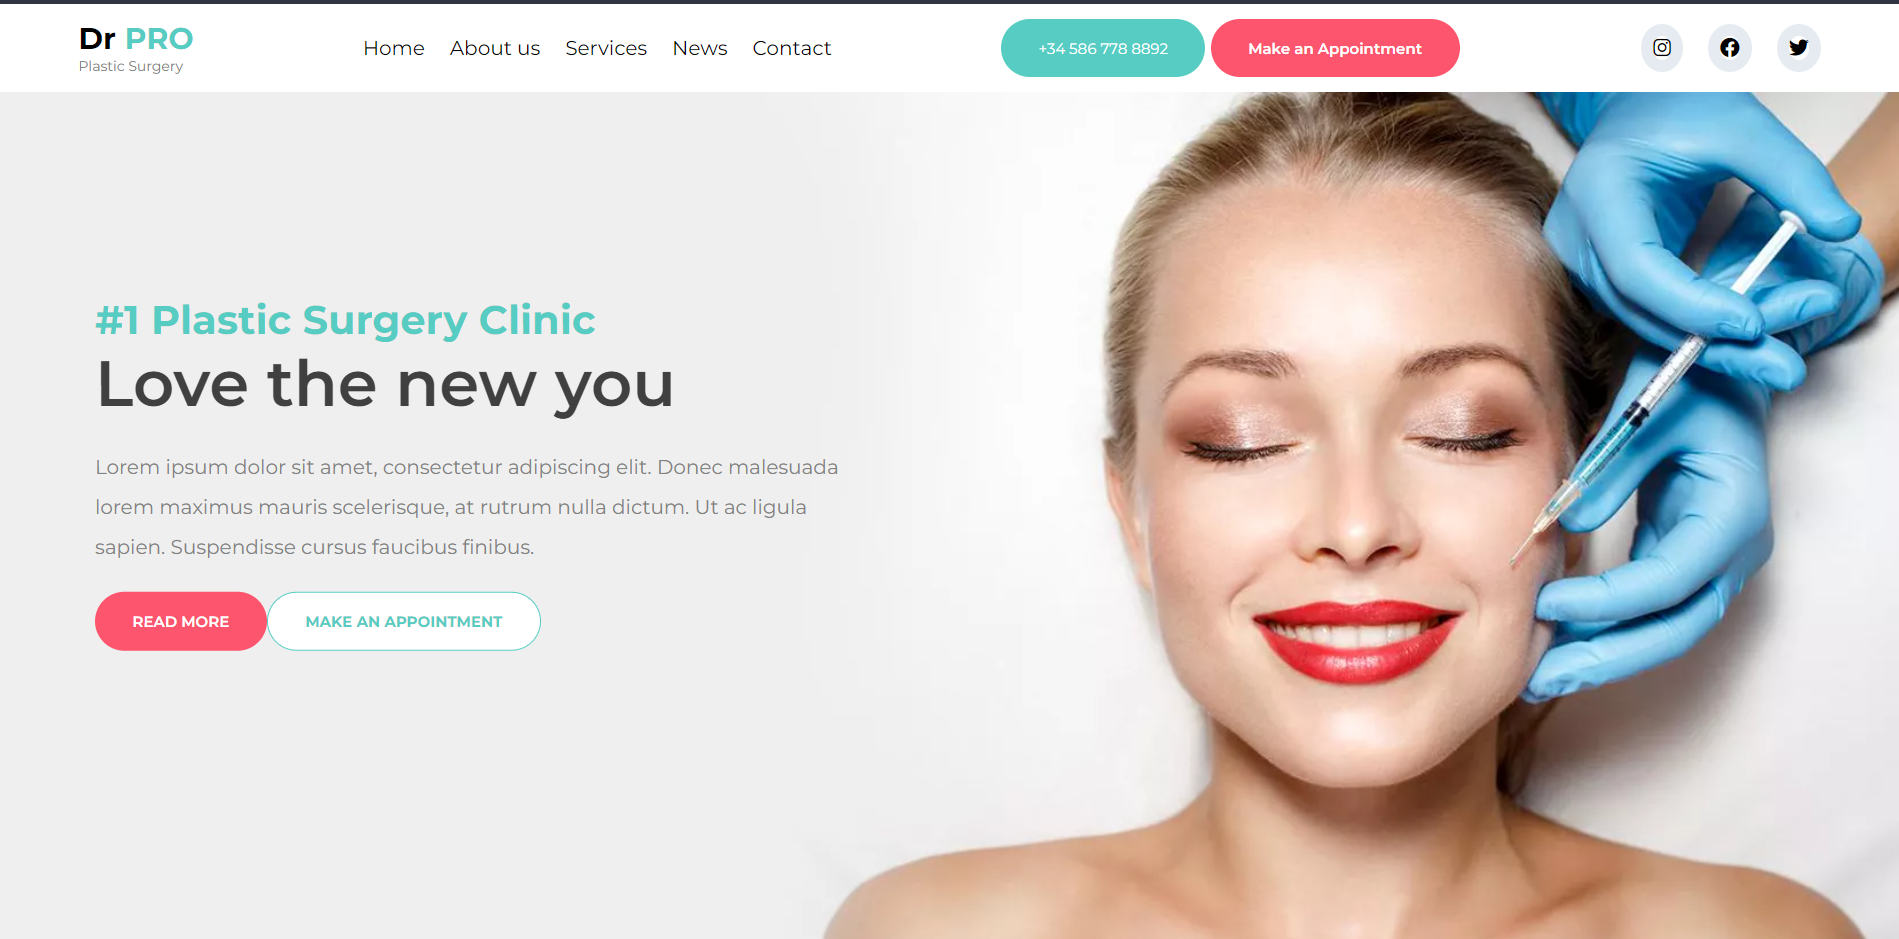 Dr PRO
Plastic Surgery
Home About us Services News Contact
+34 586 778 8892
Make an Appointment
#1 Plastic Surgery Clinic
Love the new you
Lorem ipsum dolor sit amet, consectetur adipiscing elit. Donec malesuada
lorem maximus mauris scelerisque, at rutrum nulla dictum. Ut ac ligula
sapien. Suspendisse cursus faucibus finibus.
READ MORE
MAKE AN APPOINTMENT